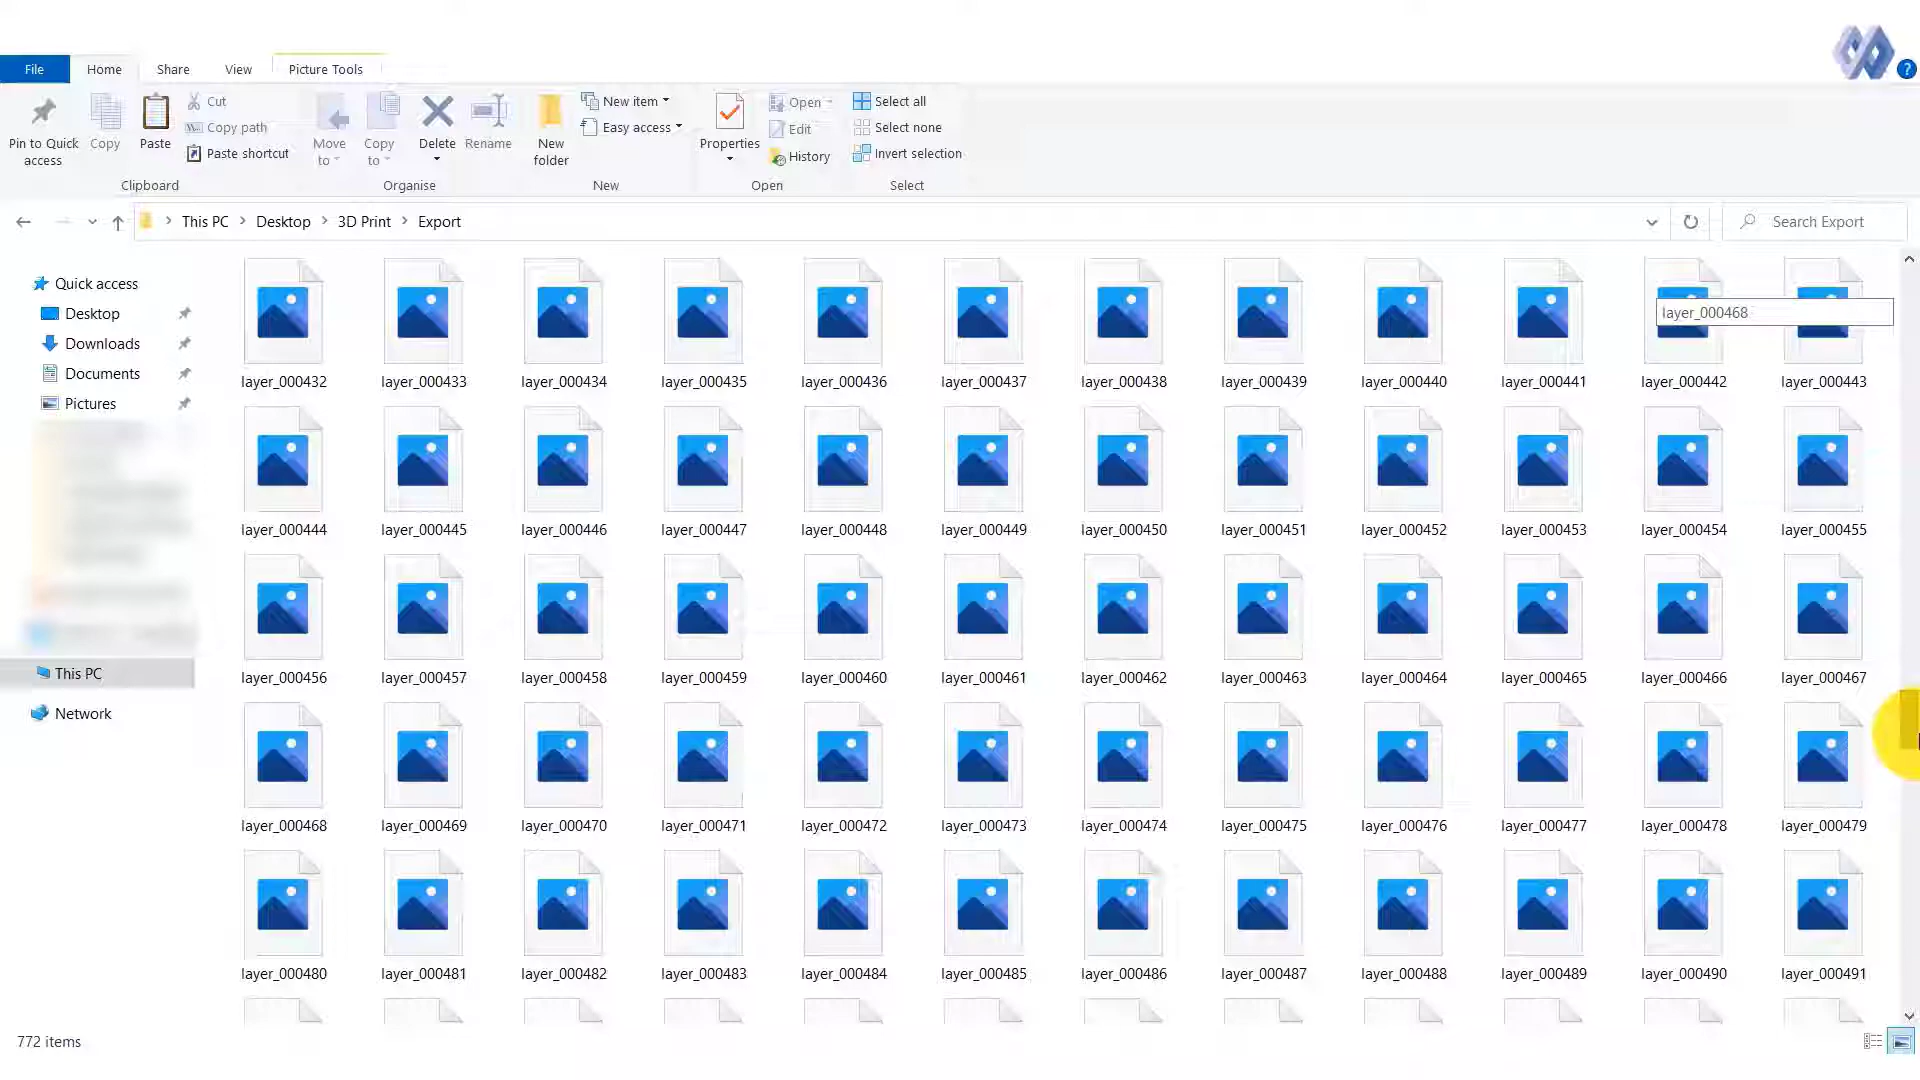 File Home Share View Picture Tools
?
Pin to Quick access
Copy
Paste
Cut
Copy path
Paste shortcut
Clipboard
Move to
Copy to
Delete
Rename
Organise
New folder
New item
Easy access
New
Properties
Open
Edit
History
Open
Select all
Select none
Invert selection
Select
This PC > Desktop > 3D Print > Export
Search Export
Quick access
Desktop
Downloads
Documents
Pictures
This PC
Network
layer_000468
layer_000432 layer_000433 layer_000434 layer_000435 layer_000436 layer_000437 layer_000438 layer_000439 layer_000440 layer_000441 layer_000442 layer_000443
layer_000444 layer_000445 layer_000446 layer_000447 layer_000448 layer_000449 layer_000450 layer_000451 layer_000452 layer_000453 layer_000454 layer_000455
layer_000456 layer_000457 layer_000458 layer_000459 layer_000460 layer_000461 layer_000462 layer_000463 layer_000464 layer_000465 layer_000466 layer_000467
layer_000468 layer_000469 layer_000470 layer_000471 layer_000472 layer_000473 layer_000474 layer_000475 layer_000476 layer_000477 layer_000478 layer_000479
layer_000480 layer_000481 layer_000482 layer_000483 layer_000484 layer_000485 layer_000486 layer_000487 layer_000488 layer_000489 layer_000490 layer_000491
772 items